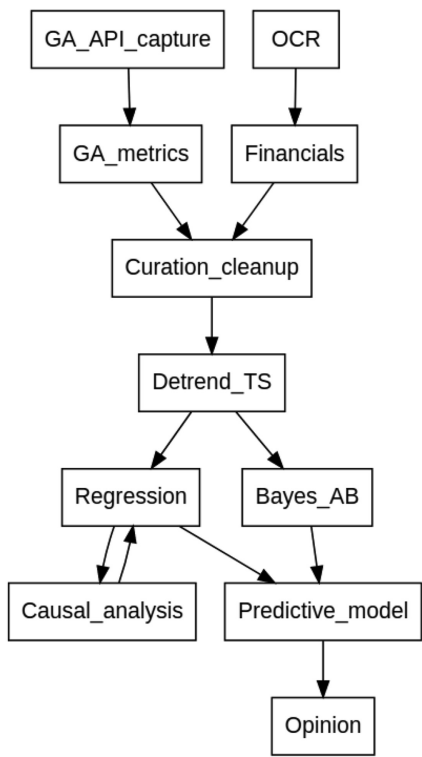 GA_API_capture
OCR
GA_metrics
Financials
Curation_cleanup
Detrend_TS
Regression
Bayes_AB
Causal_analysis
Predictive_model
Opinion